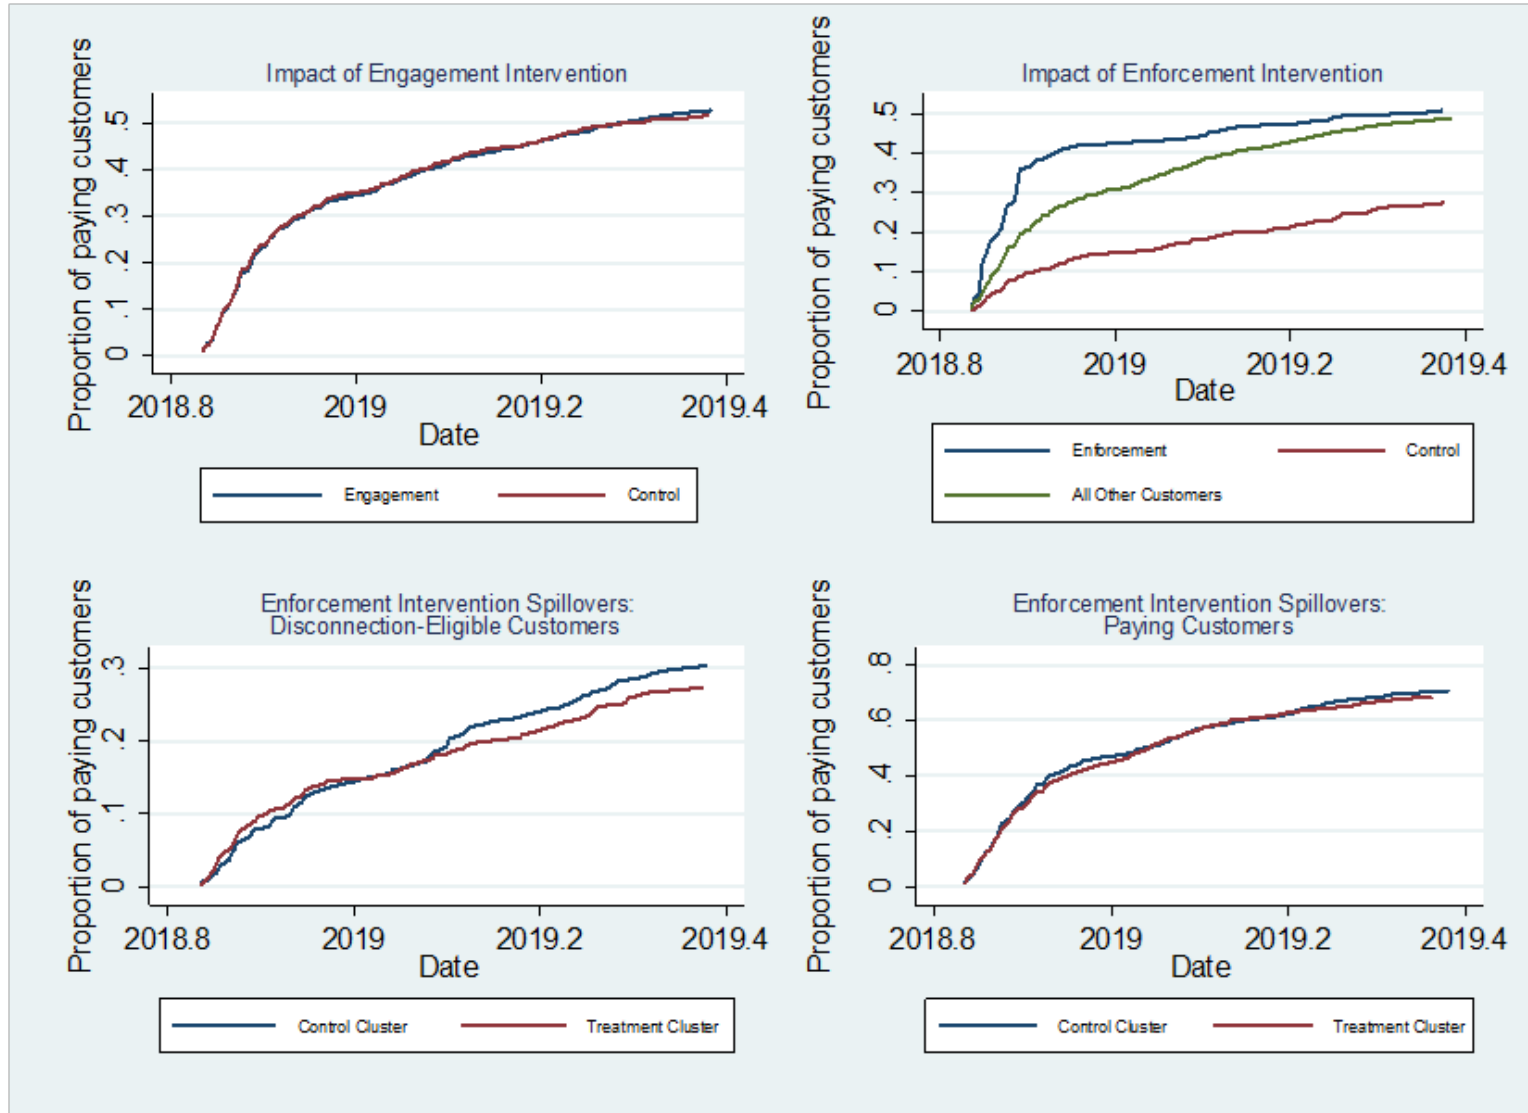 Impact of Engagement Intervention
Proportion of paying customers
0 .1 .2 .3 .4 .5
2018.8 2019 2019.2 2019.4
Date
Engagement Control
Impact of Enforcement Intervention
Proportion of paying customers
0 .1 .2 .3 .4 .5
2018.8 2019 2019.2 2019.4
Date
Enforcement Control
All Other Customers
Enforcement Intervention Spillovers:
Disconnection-Eligible Customers
Proportion of paying customers
0 .1 .2 .3
2018.8 2019 2019.2 2019.4
Date
Control Cluster Treatment Cluster
Enforcement Intervention Spillovers:
Paying Customers
Proportion of paying customers
0 .2 .4 .6 .8
2018.8 2019 2019.2 2019.4
Date
Control Cluster Treatment Cluster